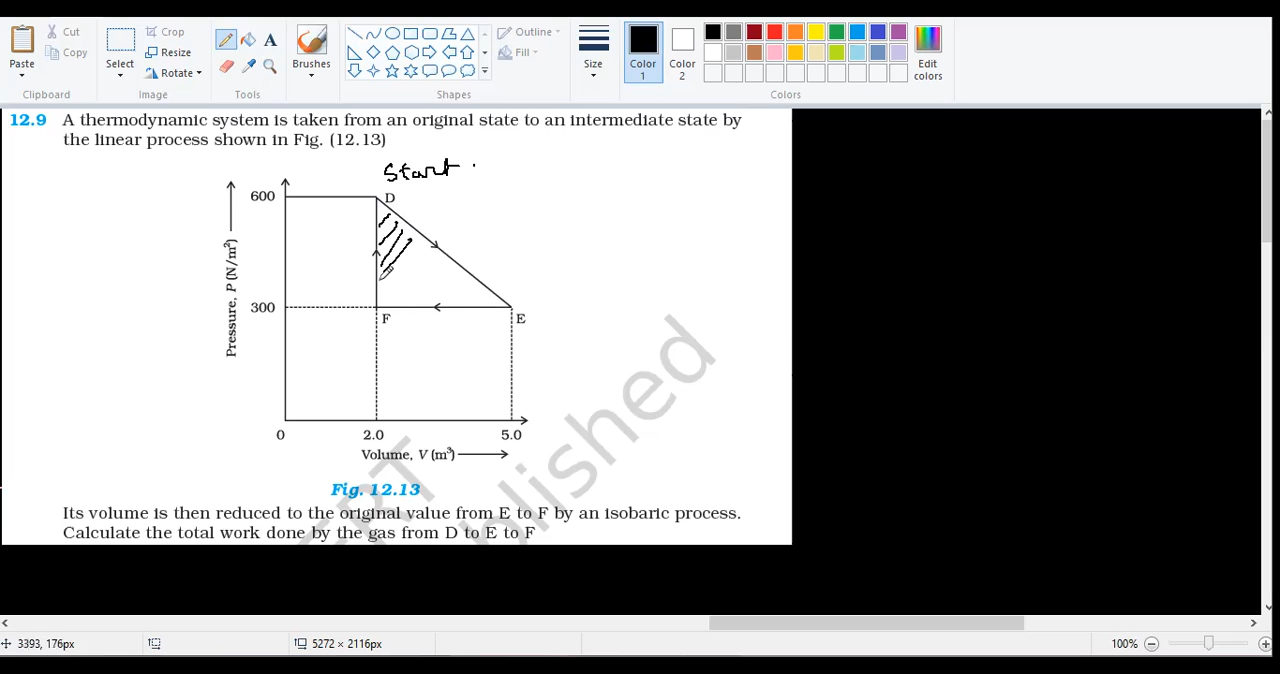 Cut
Copy
Paste
Clipboard
Select
Crop
Resize
Rotate
Image
A
Tools
Brushes
Outline
Fill
Shapes
Size
Color
1
Color
2
Edit
colors
Colors
12.9 A thermodynamic system is taken from an original state to an intermediate state by
the linear process shown in Fig. (12.13)
Start
600
D
Pressure, P (N/m²)
300
F
E
0 2.0 5.0
Volume, V (m³)
Fig. 12.13
Its volume is then reduced to the original value from E to F by an isobaric process.
Calculate the total work done by the gas from D to E to F
3393, 176px
5272 × 2116px
100%